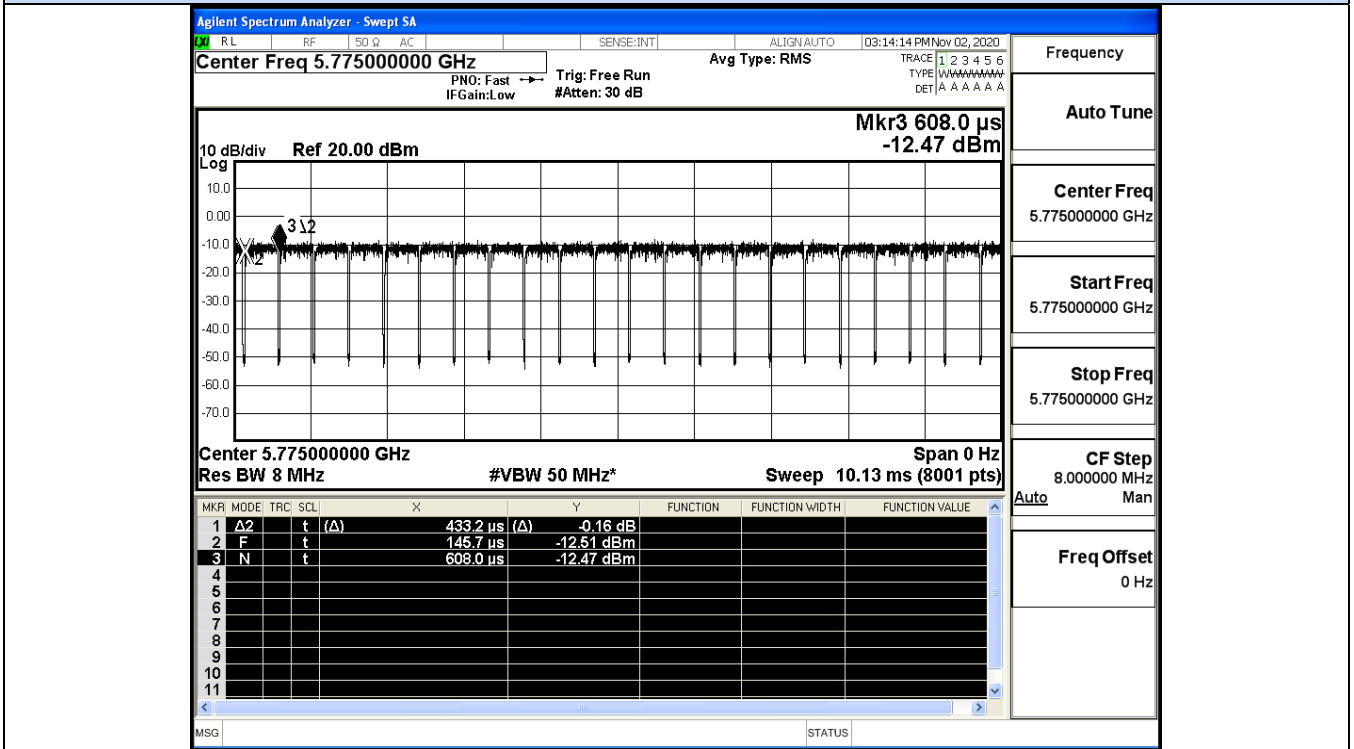 Agilent Spectrum Analyzer - Swept SA
LXI RL RF 50 Ω AC SENSE:INT ALIGNAUTO 03:14:14 PM Nov 02, 2020
Center Freq 5.775000000 GHz
PNO: Fast
IFGain:Low
Trig: Free Run
#Atten: 30 dB
Avg Type: RMS
TRACE 1 2 3 4 5 6
TYPE WWWWWW
DET A A A A A A
Mkr3 608.0 µs
-12.47 dBm
10 dB/div Ref 20.00 dBm
Log
10.0
0.00
-10.0
-20.0
-30.0
-40.0
-50.0
-60.0
-70.0
3Δ2
2
Center 5.775000000 GHz Span 0 Hz
Res BW 8 MHz #VBW 50 MHz* Sweep 10.13 ms (8001 pts)
MKR MODE TRC SCL X Y FUNCTION FUNCTION WIDTH FUNCTION VALUE
1 Δ2 t (Δ) 433.2 µs (Δ) -0.16 dB
2 F t 145.7 µs -12.51 dBm
3 N t 608.0 µs -12.47 dBm
4
5
6
7
8
9
10
11
MSG STATUS
Frequency
Auto Tune
Center Freq
5.775000000 GHz
Start Freq
5.775000000 GHz
Stop Freq
5.775000000 GHz
CF Step
8.000000 MHz
Auto Man
Freq Offset
0 Hz